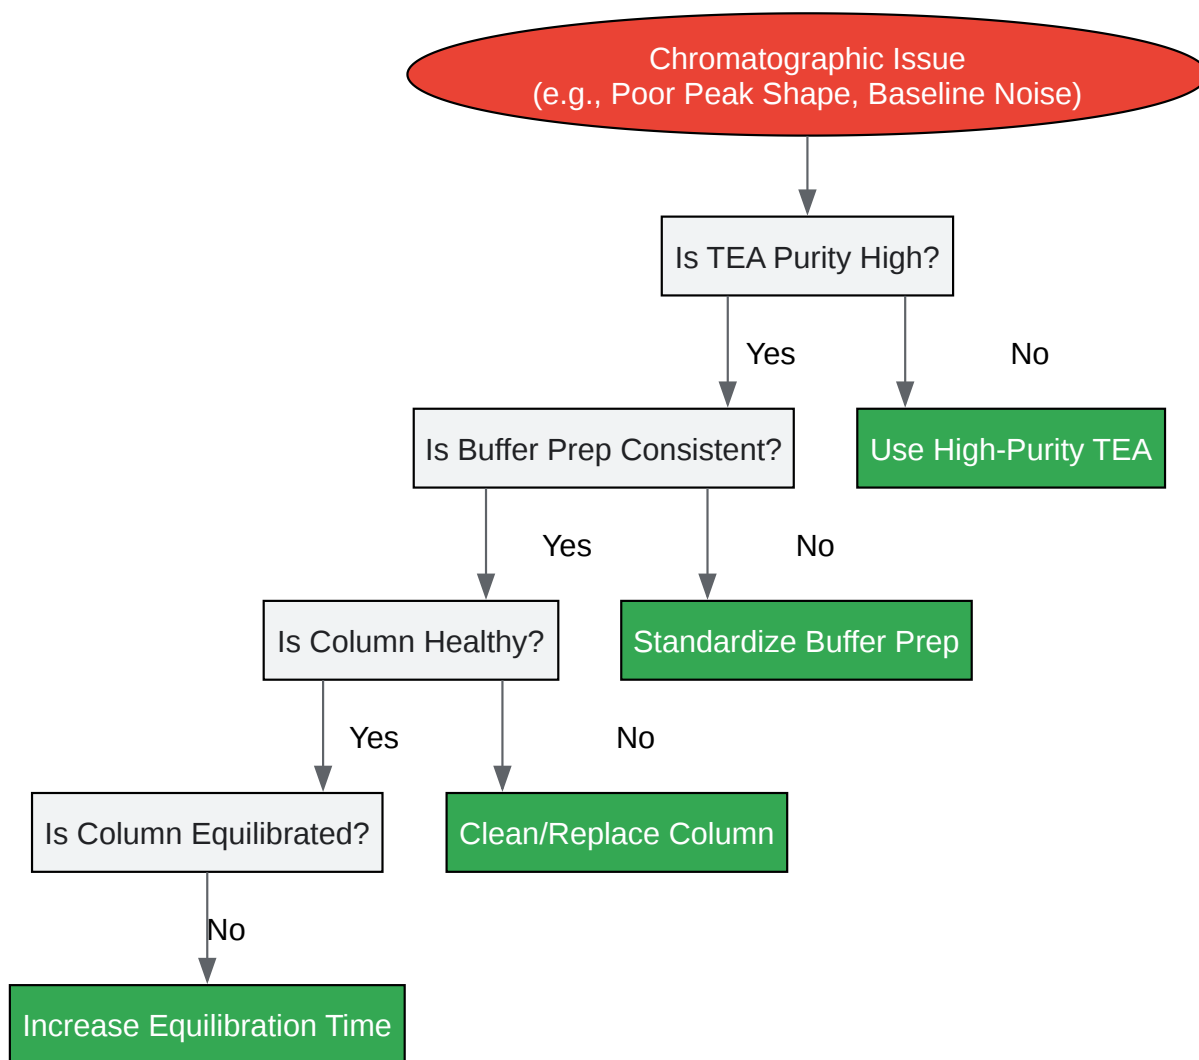 Chromatographic Issue
(e.g., Poor Peak Shape, Baseline Noise)
Is TEA Purity High?
Yes
No
Is Buffer Prep Consistent?
Use High-Purity TEA
Yes
No
Is Column Healthy?
Standardize Buffer Prep
Yes
No
Is Column Equilibrated?
Clean/Replace Column
No
Increase Equilibration Time